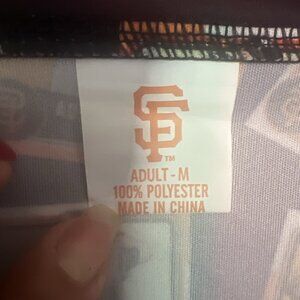 SF
TM
ADULT - M
100% POLYESTER
MADE IN CHINA